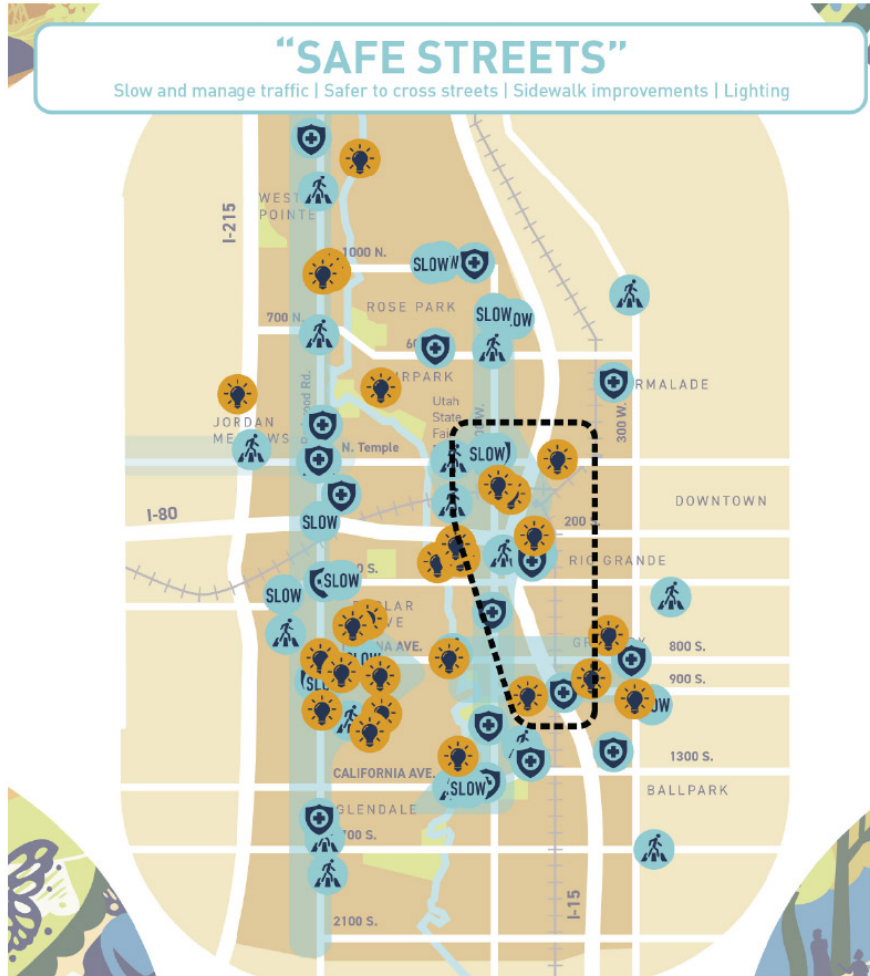 “SAFE STREETS”
Slow and manage traffic | Safer to cross streets | Sidewalk improvements | Lighting
WEST
POINTE
I-215
1000 N.
SLOW
ROSE PARK
SLOW
700 N.
JORDAN
N. Temple
Utah
State
300 W.
SLOW
DOWNTOWN
I-80
SLOW
200 S.
RIO GRANDE
SLOW
SLOW
800 S.
900 S.
1300 S.
CALIFORNIA AVE.
SLOW
BALLPARK
GLENDALE
I-15
2100 S.